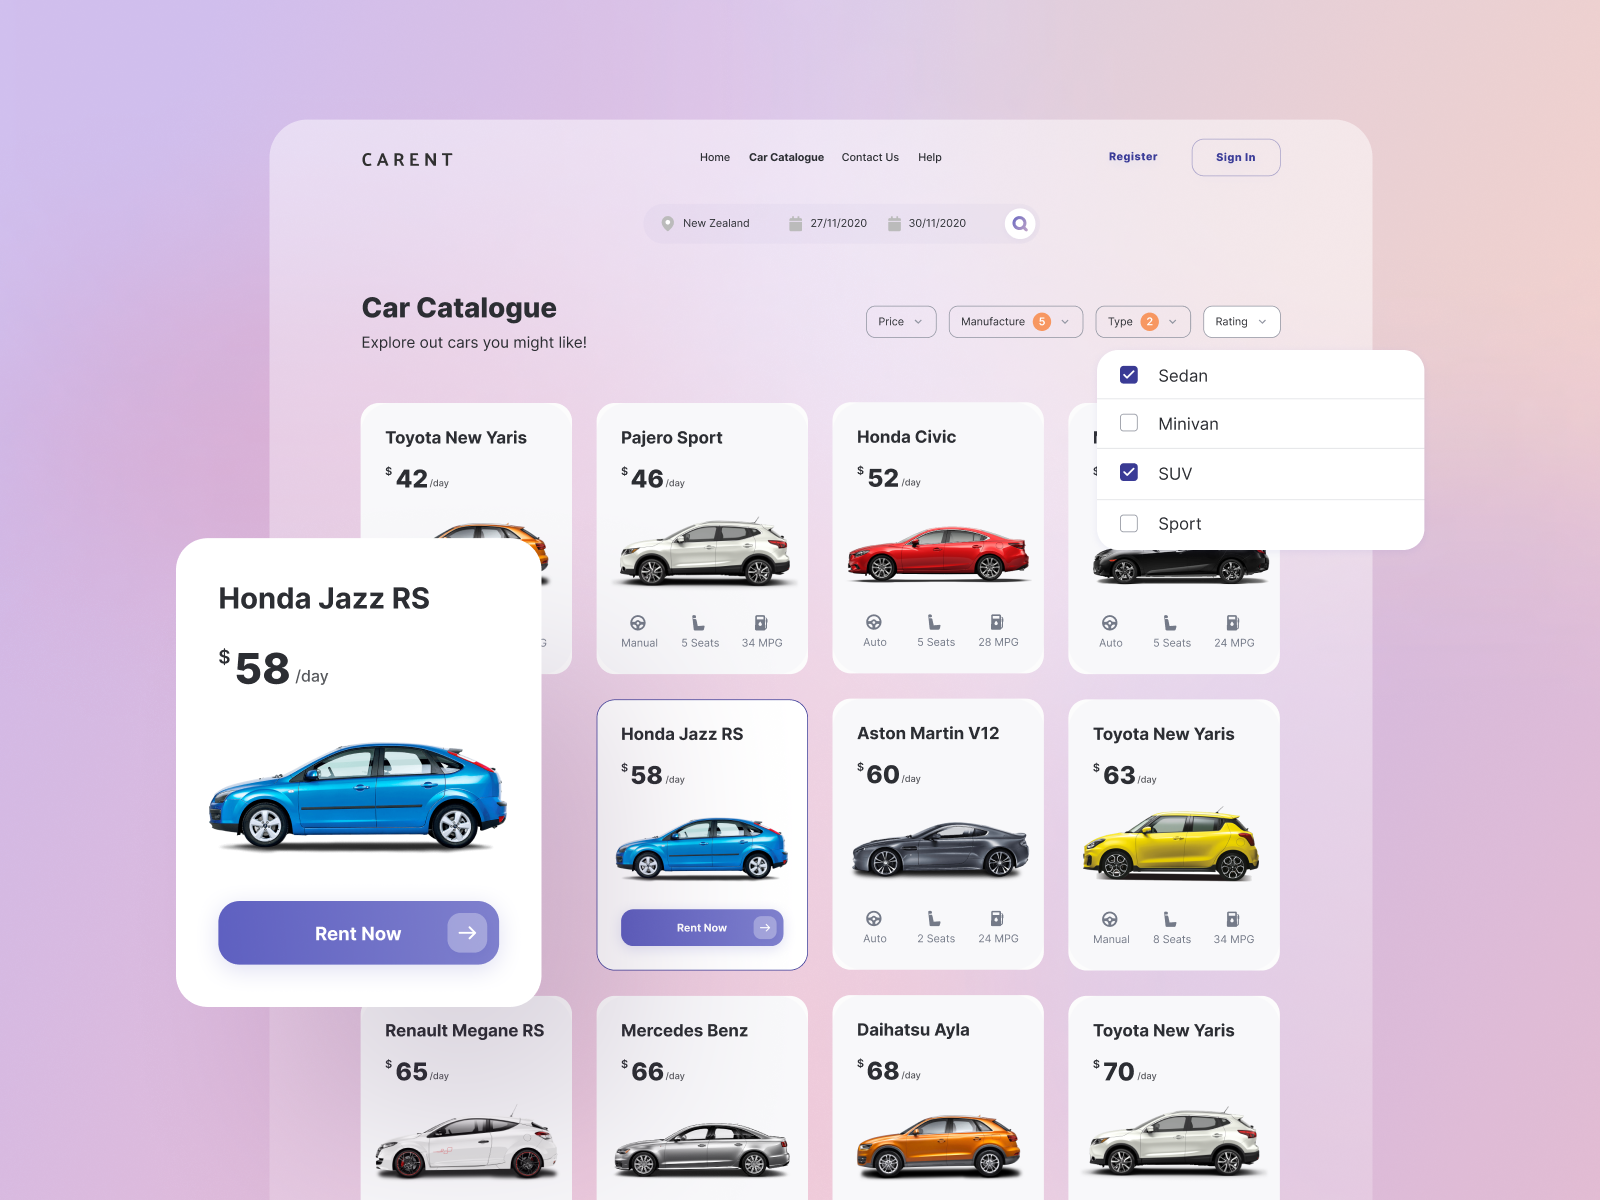 CARENT
Home Car Catalogue Contact Us Help
Register Sign In
New Zealand 27/11/2020 30/11/2020
Car Catalogue
Explore out cars you might like!
Price Manufacture 5 Type 2 Rating
Sedan
Minivan
SUV
Sport
Toyota New Yaris
$ 42 /day
Pajero Sport
$ 46 /day
Manual 5 Seats 34 MPG
Honda Civic
$ 52 /day
Auto 5 Seats 28 MPG
$
Auto 5 Seats 24 MPG
Honda Jazz RS
$ 58 /day
Rent Now
Honda Jazz RS
$ 58 /day
Rent Now
Aston Martin V12
$ 60 /day
Auto 2 Seats 24 MPG
Toyota New Yaris
$ 63 /day
Manual 8 Seats 34 MPG
Renault Megane RS
$ 65 /day
Mercedes Benz
$ 66 /day
Daihatsu Ayla
$ 68 /day
Toyota New Yaris
$ 70 /day